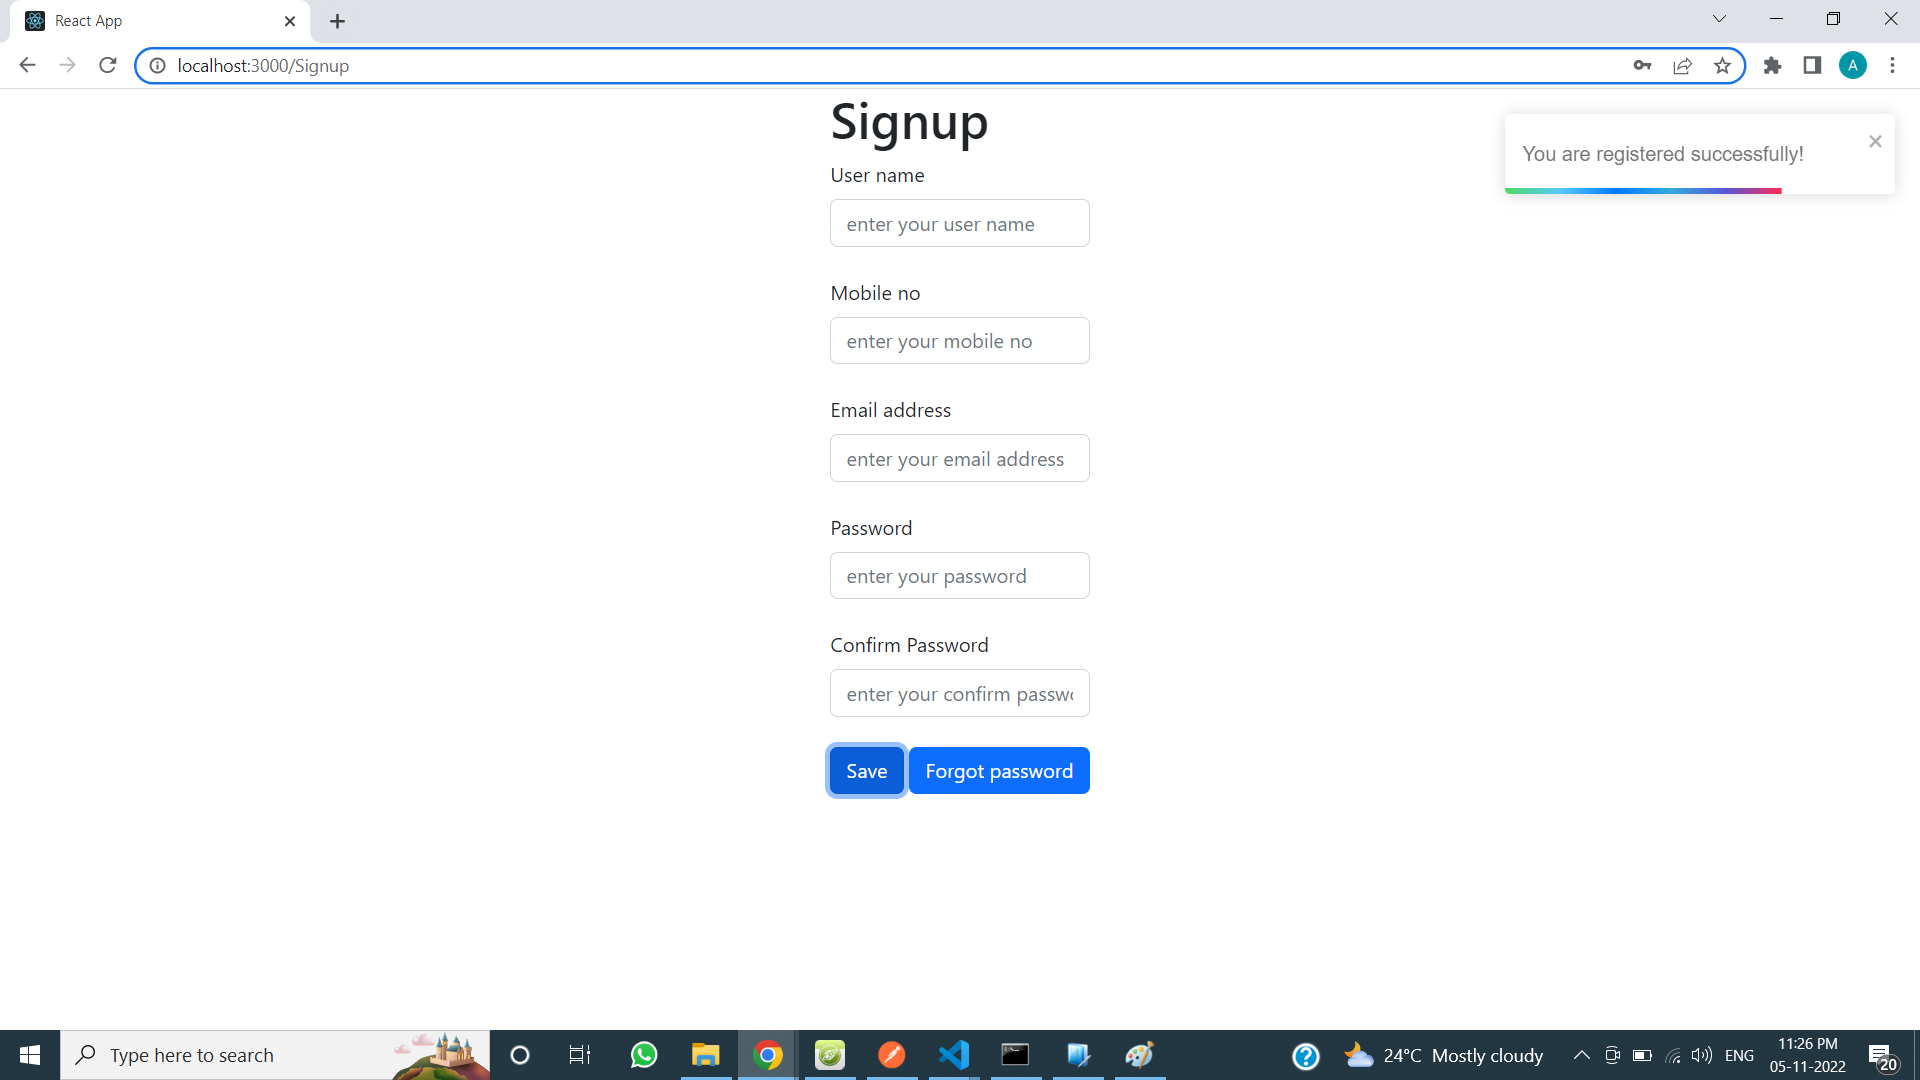 React App
localhost:3000/Signup
A
Signup
You are registered successfully!
User name
enter your user name
Mobile no
enter your mobile no
Email address
enter your email address
Password
enter your password
Confirm Password
enter your confirm passwo
Save Forgot password
Type here to search
24°C Mostly cloudy
ENG
11:26 PM
05-11-2022
20